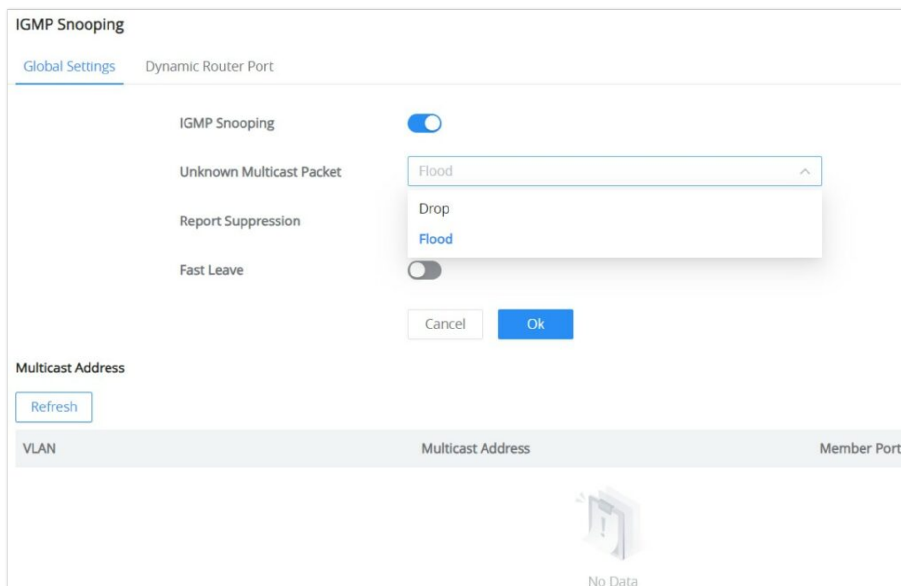 IGMP Snooping
Global Settings Dynamic Router Port
IGMP Snooping
Unknown Multicast Packet Flood
Drop
Report Suppression
Flood
Fast Leave
Cancel Ok
Multicast Address
Refresh
VLAN Multicast Address Member Port
No Data